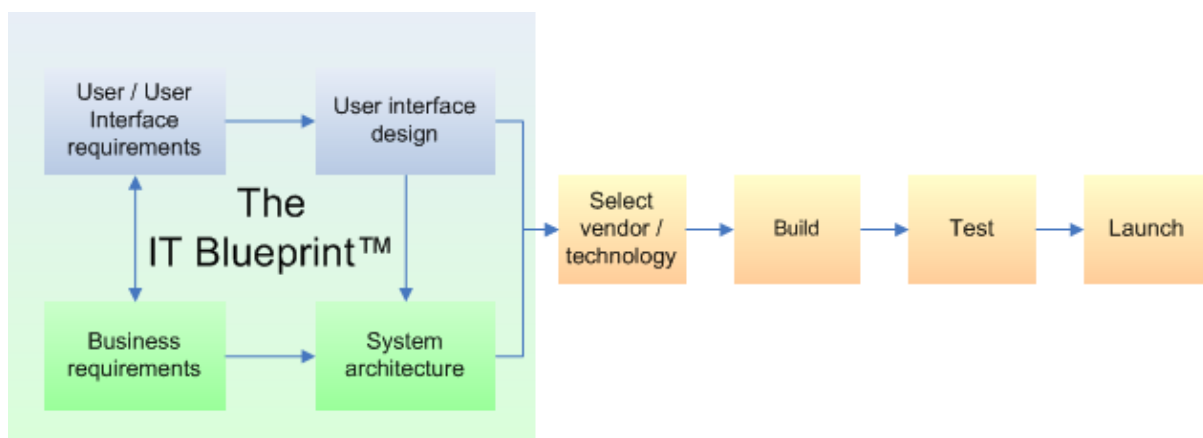 User / User
Interface
requirements
User interface
design
The
IT Blueprint™
Business
requirements
System
architecture
Select
vendor /
technology
Build
Test
Launch